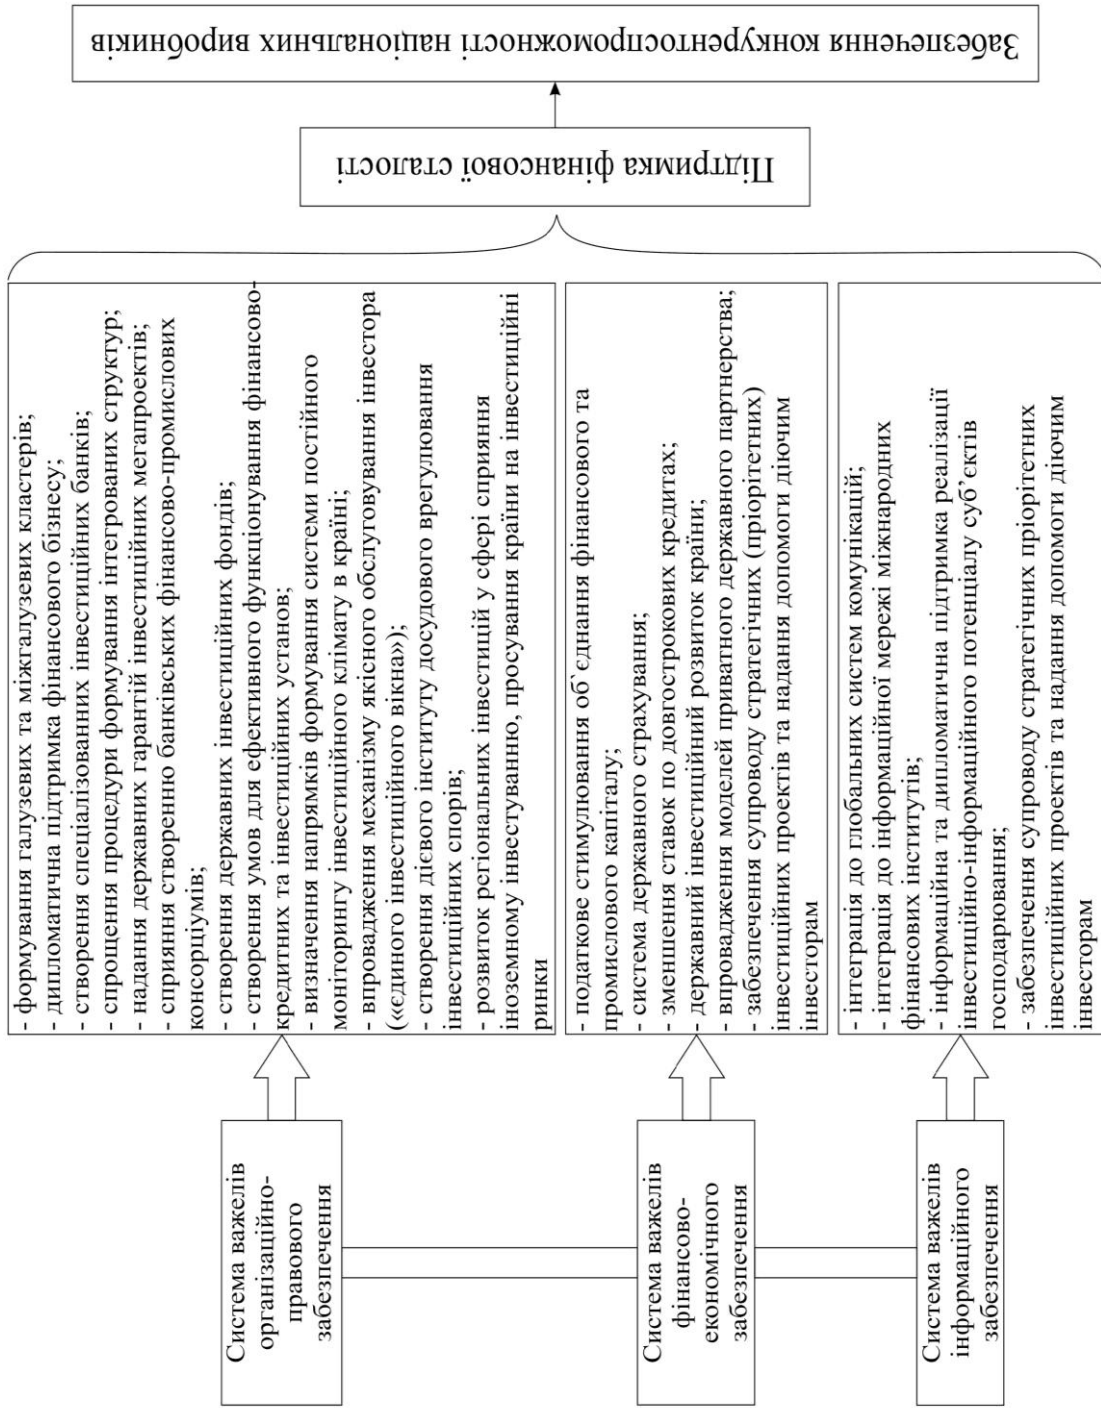 Система важелів
організаційно-
правового
забезпечення
- формування галузевих та міжгалузевих кластерів;
- дипломатична підтримка фінансового бізнесу;
- створення спеціалізованих інвестиційних банків;
- спрощення процедури формування інтегрованих структур;
- надання державних гарантій інвестиційних мегапроектів;
- сприяння створенню банківських фінансово-промислових
консорціумів;
- створення державних інвестиційних фондів;
- створення умов для ефективного функціонування фінансово-
кредитних та інвестиційних установ;
- визначення напрямків формування системи постійного
моніторингу інвестиційного клімату в країні;
- впровадження механізму якісного обслуговування інвестора
(«єдиного інвестиційного вікна»);
- створення дієвого інституту досудового врегулювання
інвестиційних спорів;
- розвиток регіональних інвестицій у сфері сприяння
іноземному інвестуванню, просування країни на інвестиційні
ринки
Система важелів
фінансово-
економічного
забезпечення
- податкове стимулювання об`єднання фінансового та
промислового капіталу;
- система державного страхування;
- зменшення ставок по довгострокових кредитах;
- державний інвестиційний розвиток країни;
- впровадження моделей приватного державного партнерства;
- забезпечення супроводу стратегічних (пріорітетних)
інвестиційних проектів та надання допомоги діючим
інвесторам
Система важелів
інформаційного
забезпечення
- інтеграція до глобальних систем комунікацій;
- інтеграція до інформаційної мережі міжнародних
фінансових інститутів;
- інформаційна та дипломатична підтримка реалізації
інвестиційно-інформаційного потенціалу суб’єктів
господарювання;
- забезпечення супроводу стратегічних пріорітетних
інвестиційних проектів та надання допомоги діючим
інвесторам
Підтримка фінансової сталості
Забезпечення конкурентоспроможності національних виробників